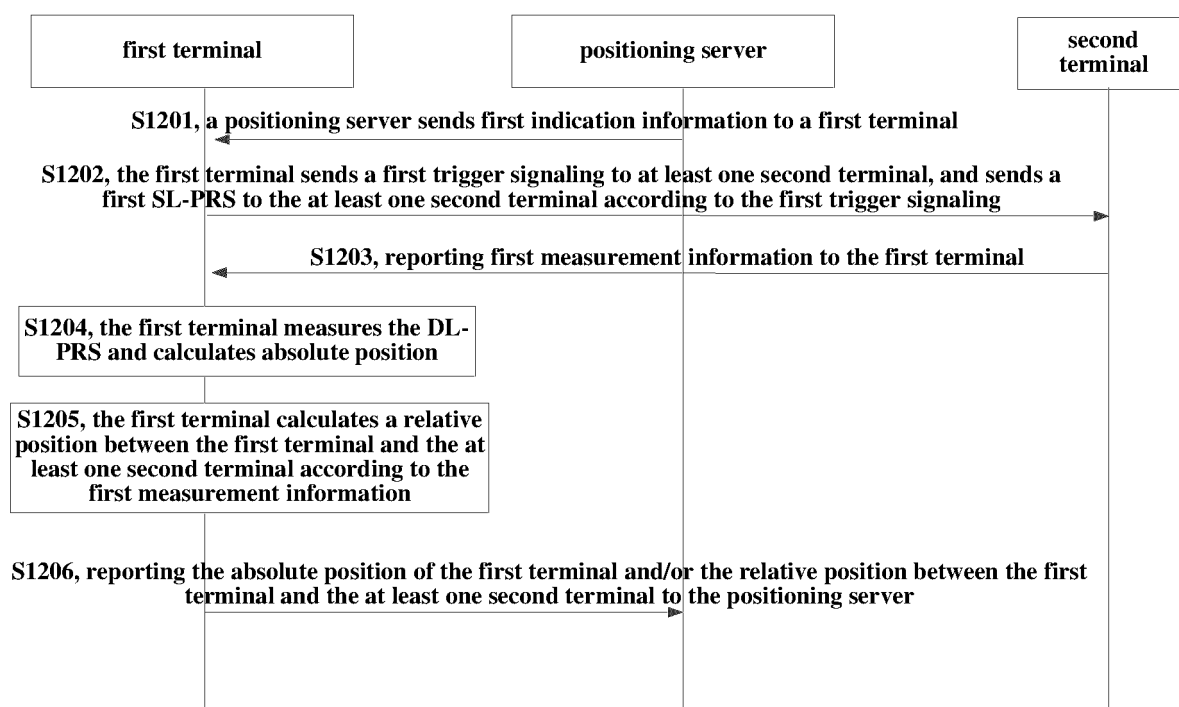 first terminal
positioning server
second
terminal
S1201, a positioning server sends first indication information to a first terminal
S1202, the first terminal sends a first trigger signaling to at least one second terminal, and sends a
first SL-PRS to the at least one second terminal according to the first trigger signaling
S1203, reporting first measurement information to the first terminal
S1204, the first terminal measures the DL-
PRS and calculates absolute position
S1205, the first terminal calculates a relative
position between the first terminal and the at
least one second terminal according to the
first measurement information
S1206, reporting the absolute position of the first terminal and/or the relative position between the first
terminal and the at least one second terminal to the positioning server